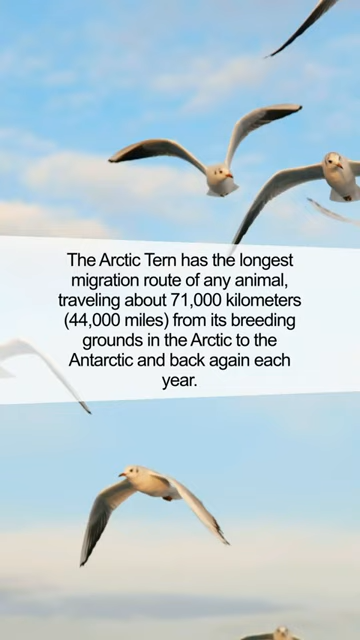 The Arctic Tern has the longest
migration route of any animal,
traveling about 71,000 kilometers
(44,000 miles) from its breeding
grounds in the Arctic to the
Antarctic and back again each
year.